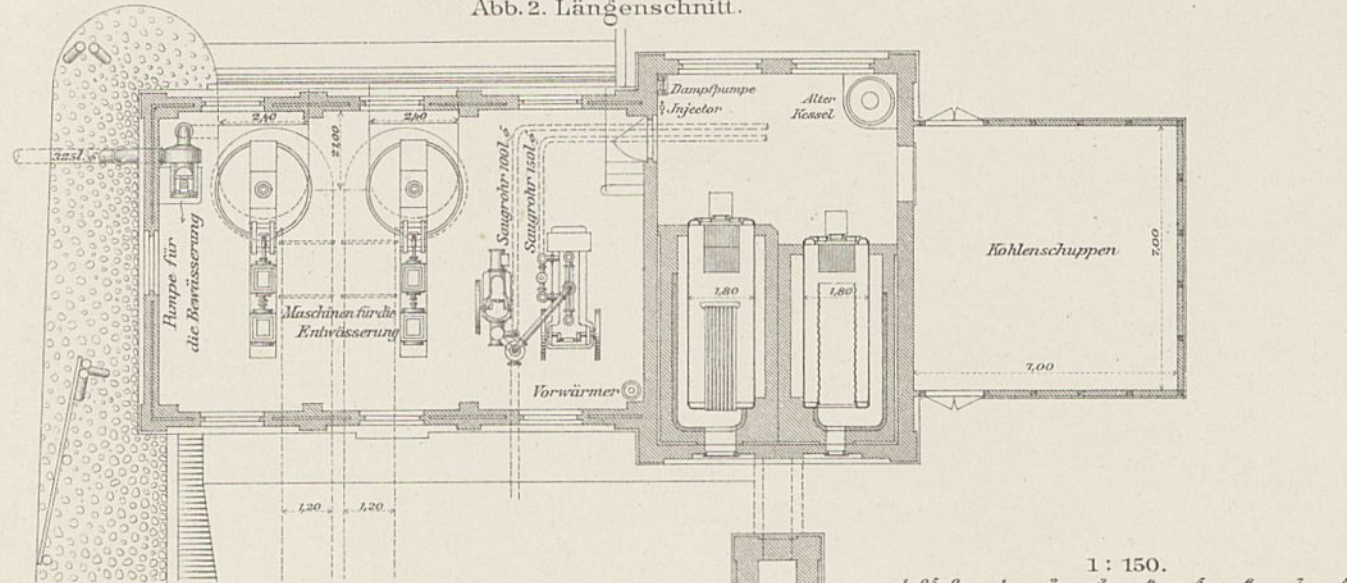 Abb. 2. Längenschnitt.
Dampfpumpe
Injector
Alter
Kessel
2,40
2,40
2,00
325 l.
Pumpe für
die Bewässerung
Saugrohr 100 l.
Saugrohr 150 l.
Maschinen für die
Entwässerung
Vorwärmer
1,80
1,80
Kohlenschuppen
7,00
7,00
1,20
1,20
1 : 150.